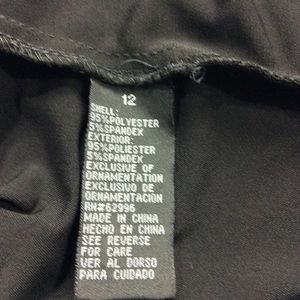 12
SHELL:
95%POLYESTER
5%SPANDEX
EXTERIOR:
95%POLIESTER
5%SPANDEX
EXCLUSIVE OF
ORNAMENTATION
EXCLUSIVO DE
ORNAMENTACION
RN#62996
MADE IN CHINA
HECHO EN CHINA
SEE REVERSE
FOR CARE
VER AL DORSO
PARA CUIDADO